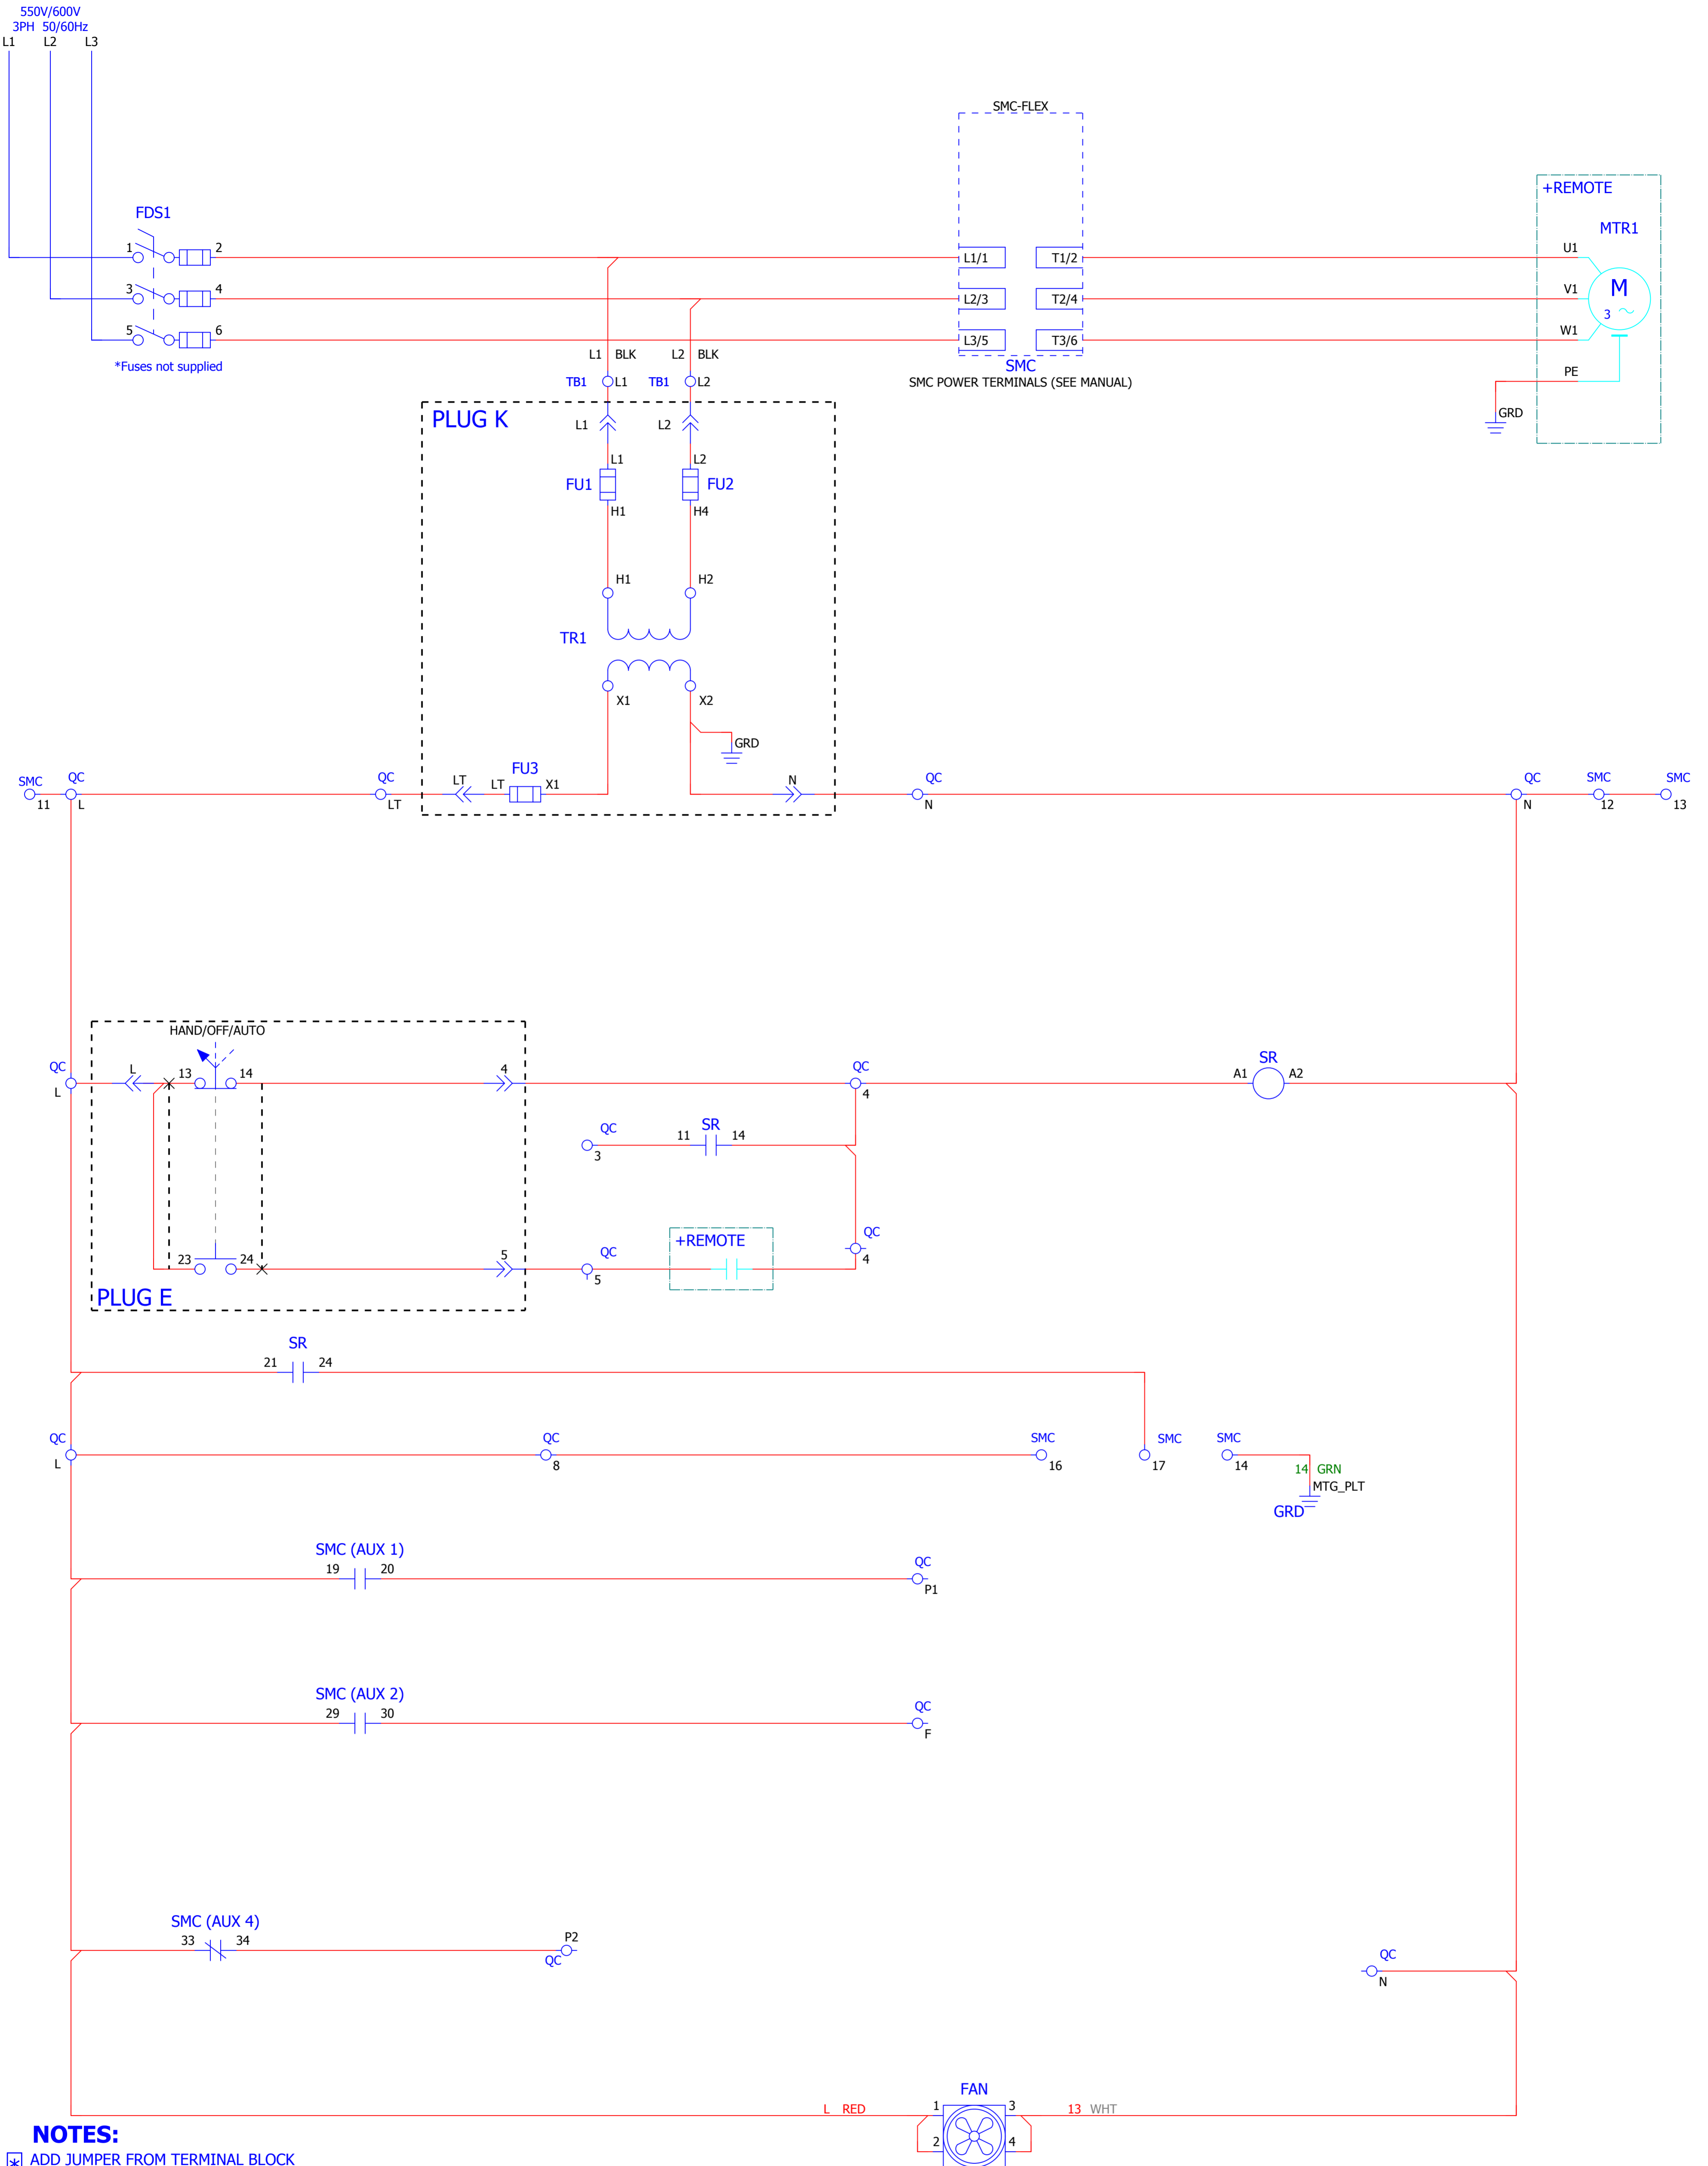 550V/600V
3PH 50/60Hz
L1 L2 L3
SMC-FLEX
+REMOTE
FDS1
MTR1
1 2
L1/1 T1/2
U1
3 4
L2/3 T2/4
V1
M
3
5 6
L3/5 T3/6
W1
*Fuses not supplied
L1 BLK L2 BLK
SMC
SMC POWER TERMINALS (SEE MANUAL)
PE
TB1 L1 TB1 L2
GRD
PLUG K
L1 L2
L1 L2
FU1 FU2
H1 H4
H1 H2
TR1
X1 X2
GRD
SMC QC QC LT LT FU3 X1 N QC QC SMC SMC
11 L LT N N 12 13
HAND/OFF/AUTO
QC L 13 14 4 QC A1 SR A2
L 4
QC 11 SR 14
3
+REMOTE
QC
4
23 24 5 QC
5
PLUG E
SR
21 24
QC QC SMC SMC SMC
L 8 16 17 14
14 GRN
MTG_PLT
GRD
SMC (AUX 1)
19 20 QC
P1
SMC (AUX 2)
29 30 QC
F
SMC (AUX 4)
33 34 P2
QC
QC
N
FAN
L RED 1 3 13 WHT
2 4
NOTES:
* ADD JUMPER FROM TERMINAL BLOCK